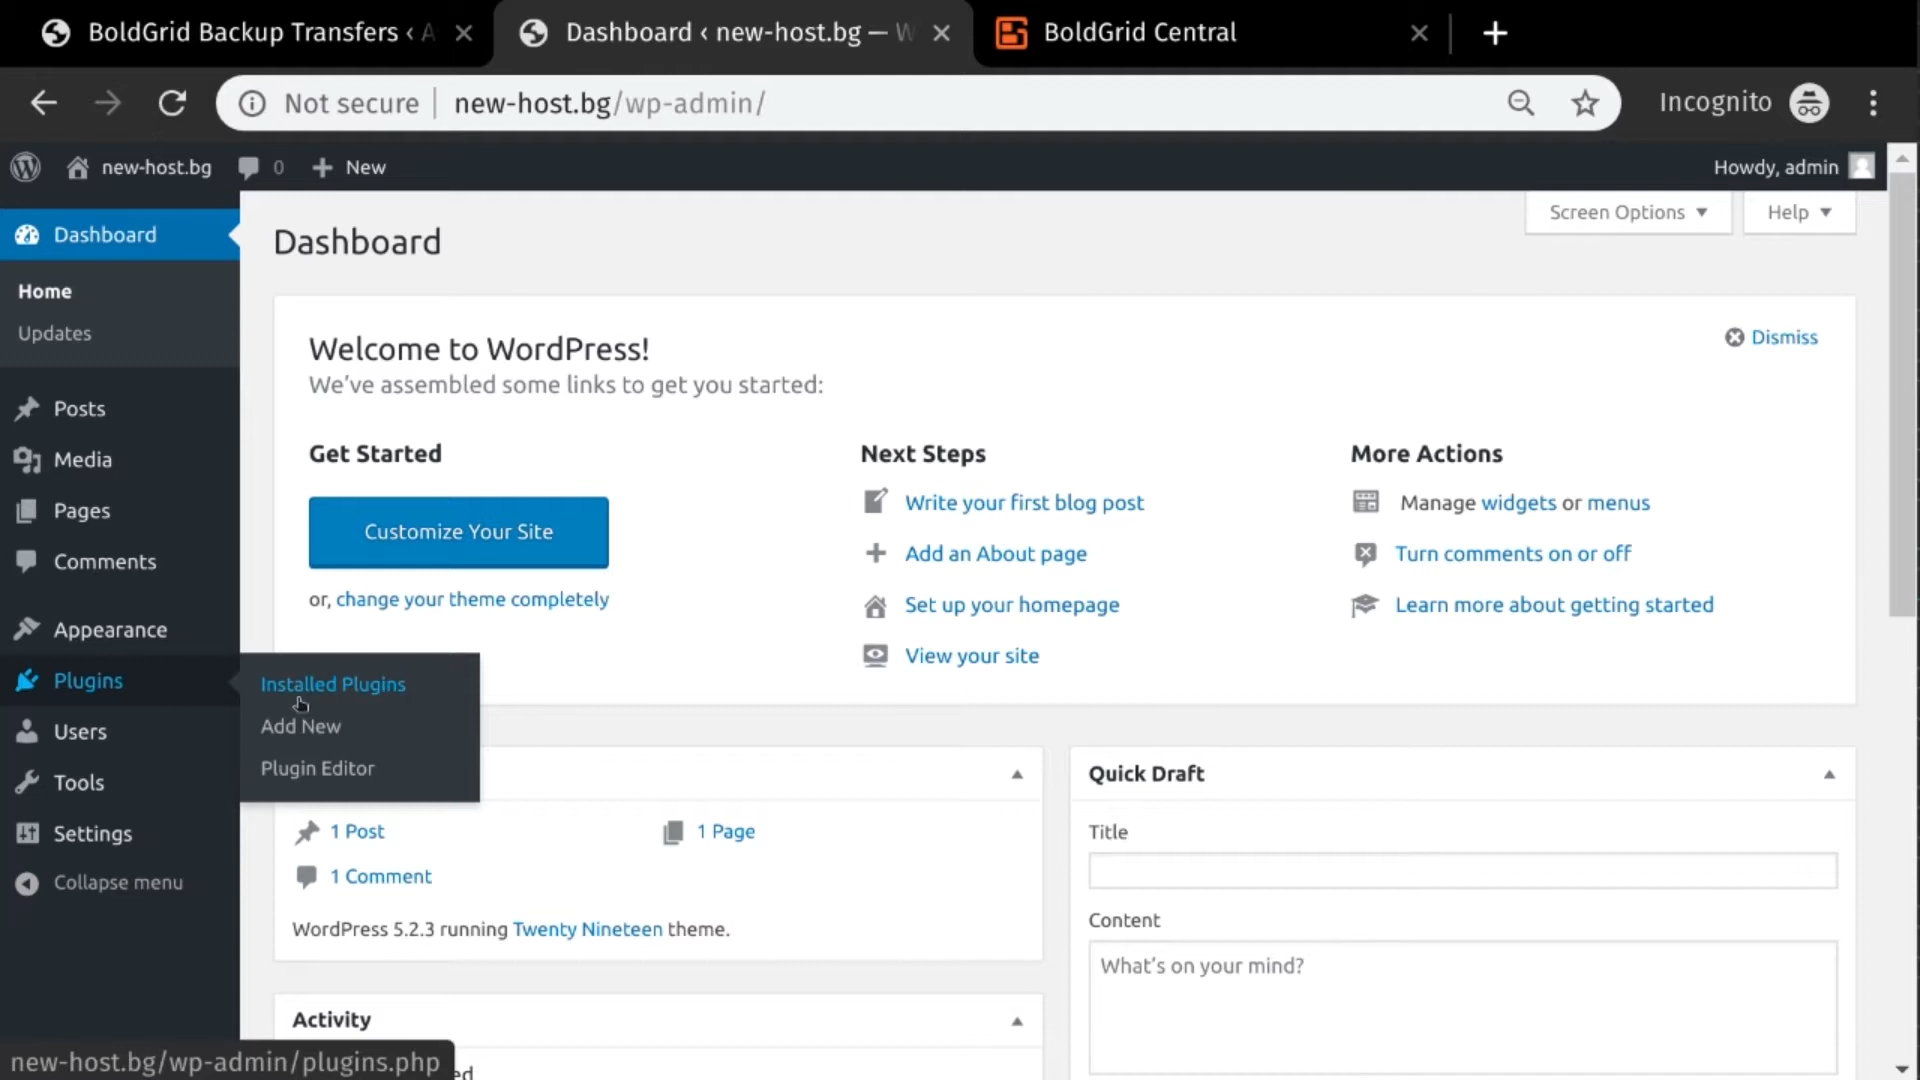 BoldGrid Backup Transfers ‹ A
Dashboard ‹ new-host.bg — W
BoldGrid Central
Not secure
new-host.bg/wp-admin/
Incognito
new-host.bg
0
New
Howdy, admin
Dashboard
Home
Updates
Posts
Media
Pages
Comments
Appearance
Plugins
Users
Tools
Settings
Collapse menu
Installed Plugins
Add New
Plugin Editor
Screen Options
Help
Dashboard
Welcome to WordPress!
We’ve assembled some links to get you started:
Dismiss
Get Started
Customize Your Site
or, change your theme completely
Next Steps
Write your first blog post
Add an About page
Set up your homepage
View your site
More Actions
Manage widgets or menus
Turn comments on or off
Learn more about getting started
1 Post
1 Page
1 Comment
WordPress 5.2.3 running Twenty Nineteen theme.
Activity
Quick Draft
Title
Content
What’s on your mind?
new-host.bg/wp-admin/plugins.php